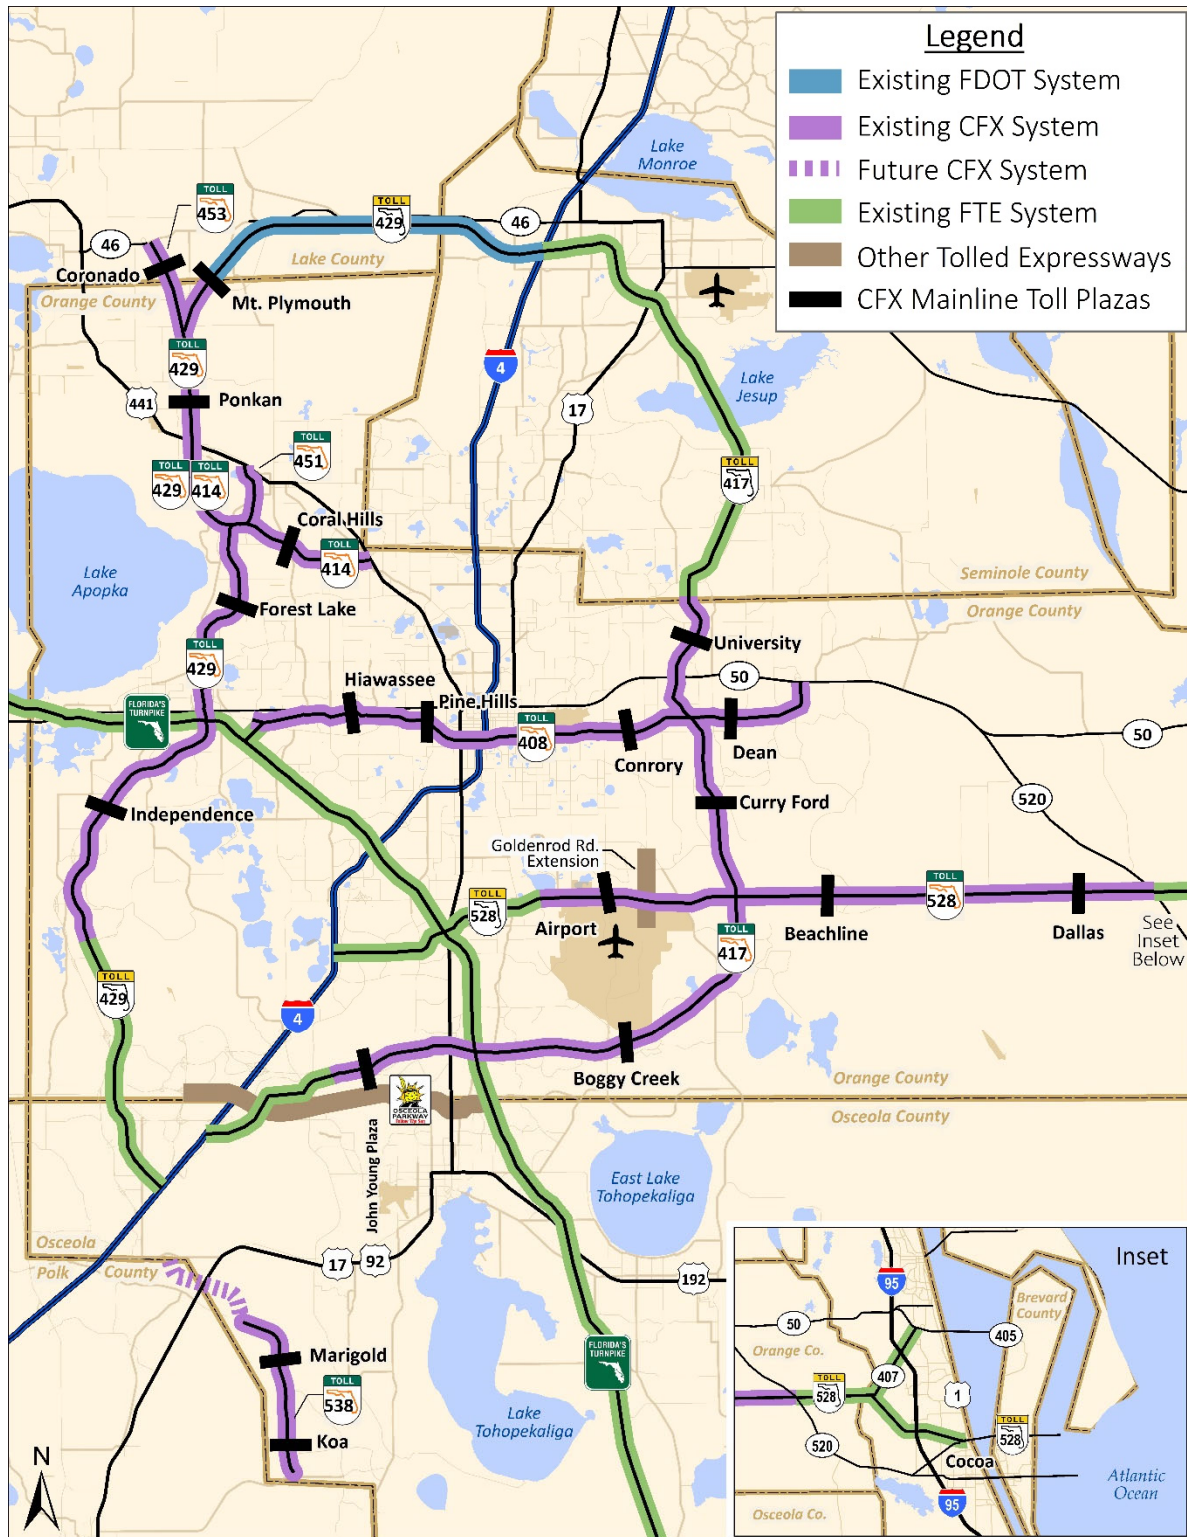 Legend
Existing FDOT System
Existing CFX System
Future CFX System
Existing FTE System
Other Tolled Expressways
CFX Mainline Toll Plazas
Lake
Monroe
TOLL
453
TOLL
429
46
46
Coronado
Lake County
Orange County
Mt. Plymouth
TOLL
429
4
441
Ponkan
17
Lake
Jesup
TOLL
451
TOLL
429
TOLL
414
TOLL
417
Coral Hills
TOLL
414
Lake
Apopka
Seminole County
Orange County
Forest Lake
University
TOLL
429
Hiawassee
50
Pine Hills
FLORIDA'S
TURNPIKE
TOLL
408
Conrory
Dean
50
Independence
Curry Ford
520
Goldenrod Rd.
Extension
TOLL
528
TOLL
528
Airport
Beachline
Dallas
See
Inset
Below
TOLL
417
TOLL
429
4
Boggy Creek
Orange County
Osceola County
OSCEOLA
PARKWAY
John Young Plaza
East Lake
Tohopekaliga
Osceola
Polk County
17
92
192
Marigold
FLORIDA'S
TURNPIKE
TOLL
538
Koa
Lake
Tohopekaliga
N
Inset
95
Brevard
County
50
405
Orange Co.
407
TOLL
528
1
TOLL
528
520
Cocoa
Atlantic
Ocean
95
Osceola Co.